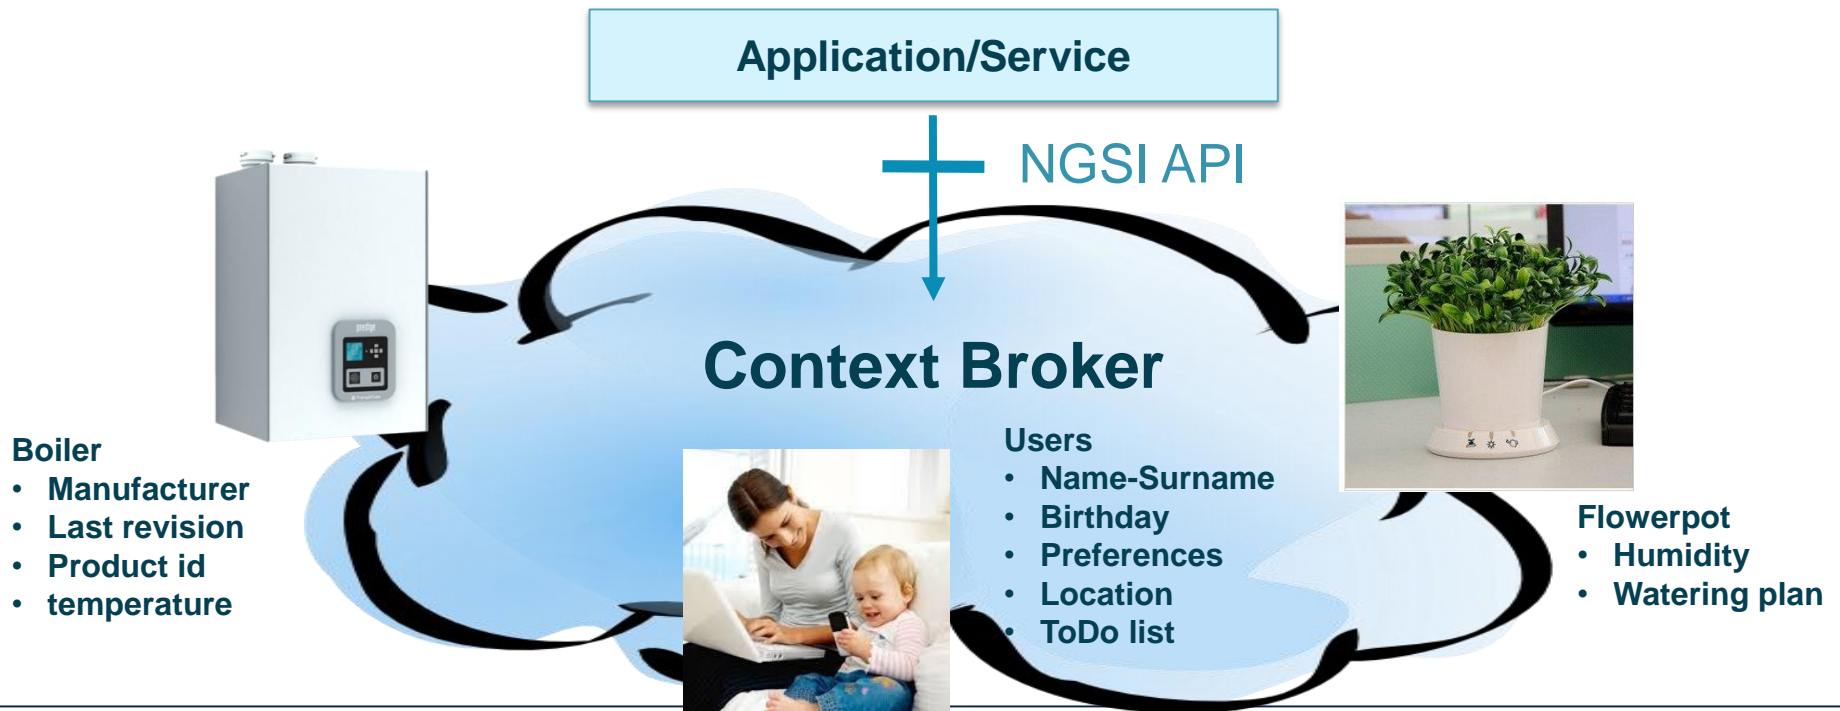 Application/Service
NGSI API
prestige
Context Broker
Boiler
• Manufacturer
• Last revision
• Product id
• temperature
Users
• Name-Surname
• Birthday
• Preferences
• Location
• ToDo list
Flowerpot
• Humidity
• Watering plan